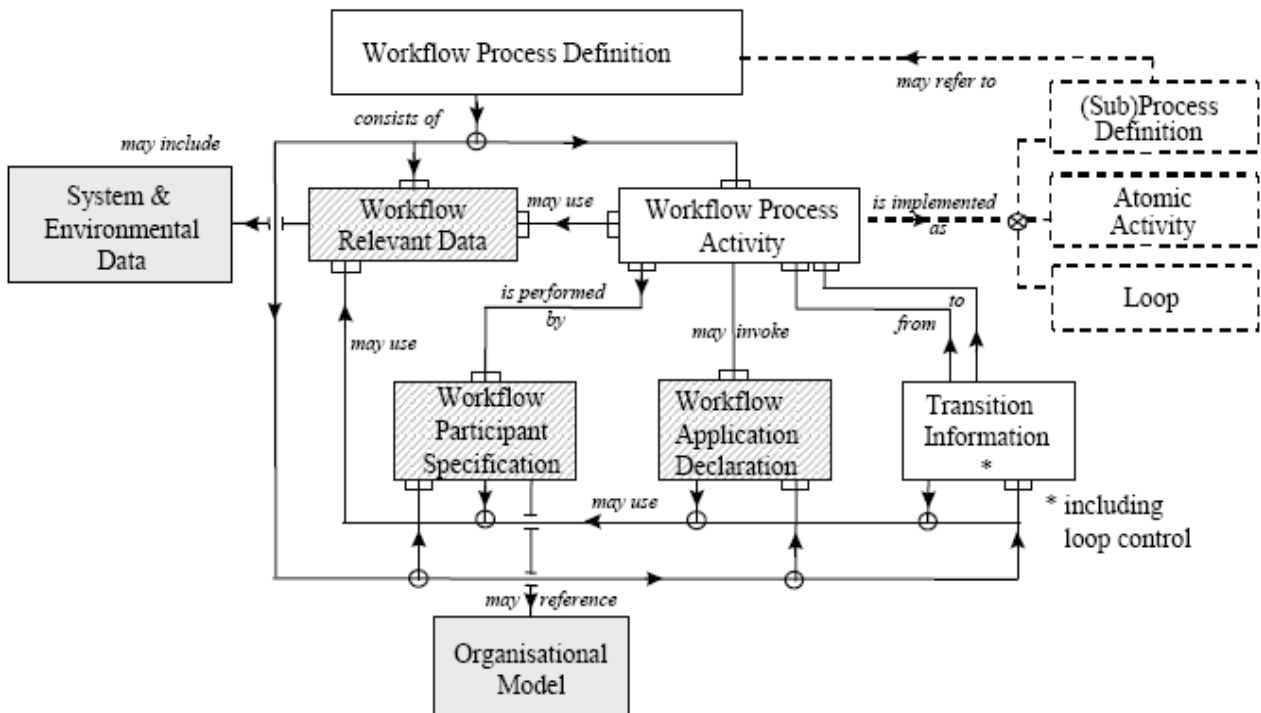 Workflow Process Definition
may refer to
(Sub)Process
Definition
consists of
may include
System &
Environmental
Data
Workflow
Relevant Data
may use
Workflow Process
Activity
is implemented
as
Atomic
Activity
Loop
is performed
by
may invoke
to
from
may use
Workflow
Participant
Specification
Workflow
Application
Declaration
Transition
Information
*
may use
* including
loop control
may reference
Organisational
Model